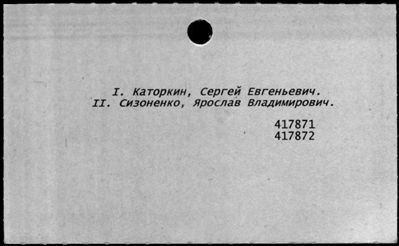 I. Каторкин, Сергей Евгеньевич.
II. Сизоненко, Ярослав Владимирович.
417871
417872